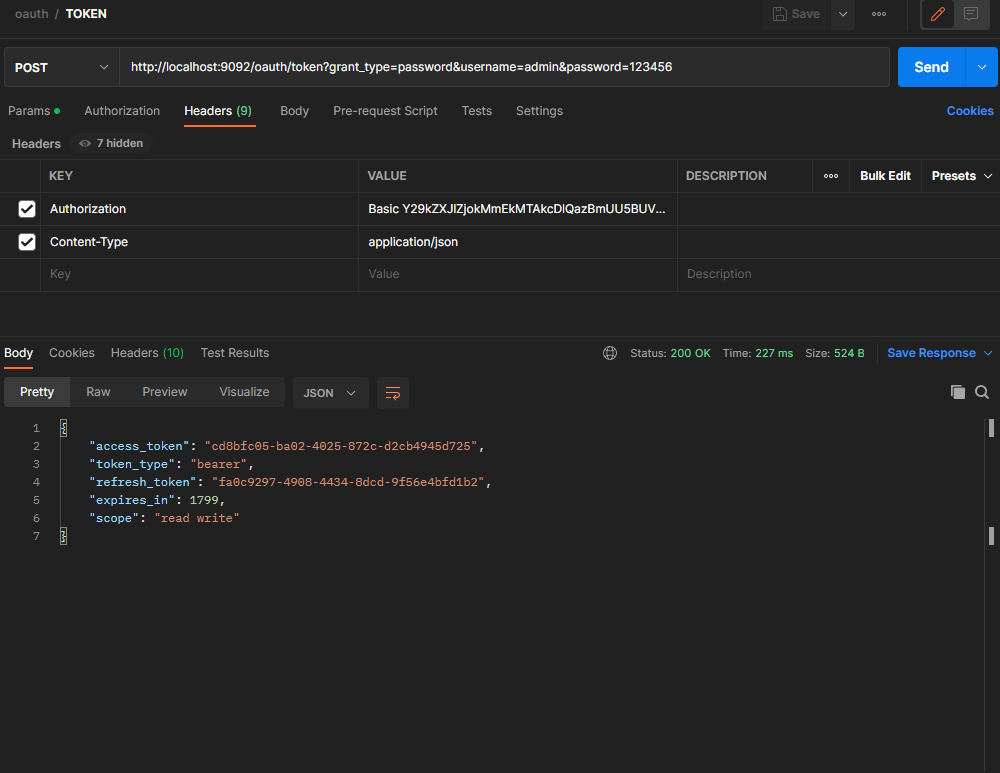 oauth / TOKEN Save
POST http://localhost:9092/oauth/token?grant_type=password&username=admin&password=123456 Send
Params Authorization Headers (9) Body Pre-request Script Tests Settings Cookies
Headers 7 hidden
KEY VALUE DESCRIPTION Bulk Edit Presets
Authorization Basic Y29kZXJlZjokMmEkMTAkcDlQazBmUU5BUV...
Content-Type application/json
Key Value Description
Body Cookies Headers (10) Test Results Status: 200 OK Time: 227 ms Size: 524 B Save Response
Pretty Raw Preview Visualize JSON
1 {
2 "access_token": "cd8bfc05-ba02-4025-872c-d2cb4945d725",
3 "token_type": "bearer",
4 "refresh_token": "fa0c9297-4908-4434-8dcd-9f56e4bfd1b2",
5 "expires_in": 1799,
6 "scope": "read write"
7 }